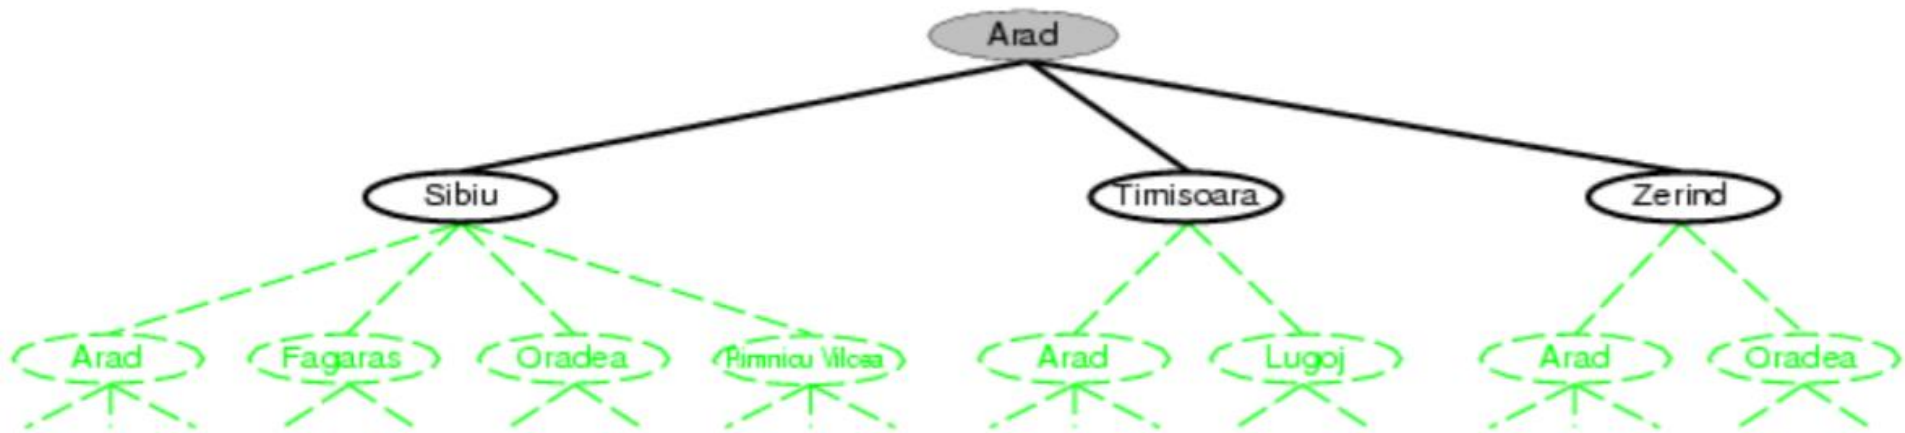 Arad
Sibiu Timisoara Zerind
Arad Fagaras Oradea Rimnicu Vilcea Arad Lugoj Arad Oradea